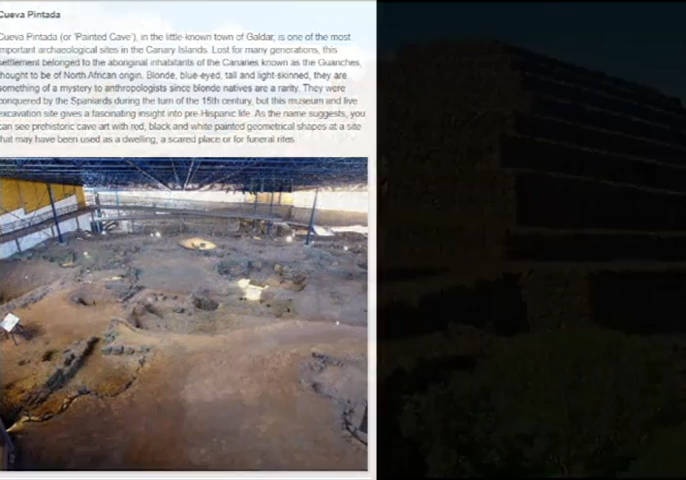 Cueva Pintada
Cueva Pintada (or 'Painted Cave'), in the little-known town of Galdar, is one of the most
important archaeological sites in the Canary Islands. Lost for many generations, this
settlement belonged to the aboriginal inhabitants of the Canaries known as the Guanches,
thought to be of North African origin. Blonde, blue-eyed, tall and light-skinned, they are
something of a mystery to anthropologists since blonde natives are a rarity. They were
conquered by the Spaniards during the turn of the 15th century, but this museum and live
excavation site gives a fascinating insight into pre-Hispanic life. As the name suggests, you
can see prehistoric cave art with red, black and white painted geometrical shapes at a site
that may have been used as a dwelling, a scared place or for funeral rites.